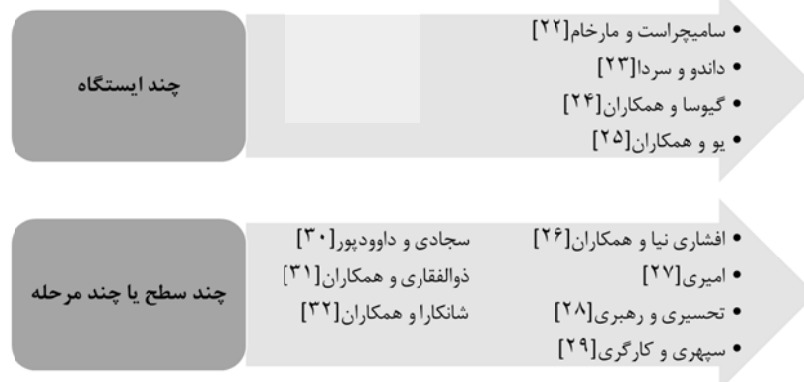 چند ایستگاه
• سامیچراست و مارخام[۲۲]
• داندو و سردا[۲۳]
• گیوسا و همکاران[۲۴]
• یو و همکاران[۲۵]
چند سطح یا چند مرحله
• افشاری نیا و همکاران[۲۶]
• امیری[۲۷]
• تحسیری و رهبری[۲۸]
• سپهری و کارگری[۲۹]
سجادی و داوودپور[۳۰]
ذوالفقاری و همکاران[۳۱]
شانکارا و همکاران[۳۲]